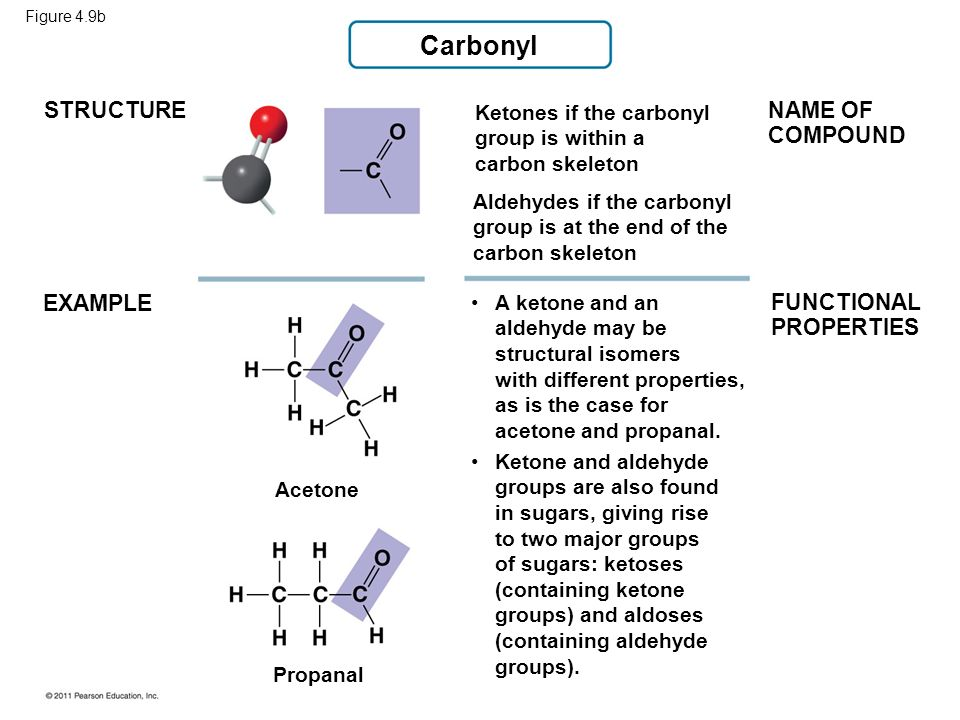 Figure 4.9b
Carbonyl
STRUCTURE
O
C
Ketones if the carbonyl
group is within a
carbon skeleton
Aldehydes if the carbonyl
group is at the end of the
carbon skeleton
NAME OF
COMPOUND
EXAMPLE
H O
H C C
H C H
H H
Acetone
H H O
H C C C
H H H
Propanal
• A ketone and an
aldehyde may be
structural isomers
with different properties,
as is the case for
acetone and propanal.
• Ketone and aldehyde
groups are also found
in sugars, giving rise
to two major groups
of sugars: ketoses
(containing ketone
groups) and aldoses
(containing aldehyde
groups).
FUNCTIONAL
PROPERTIES
© 2011 Pearson Education, Inc.